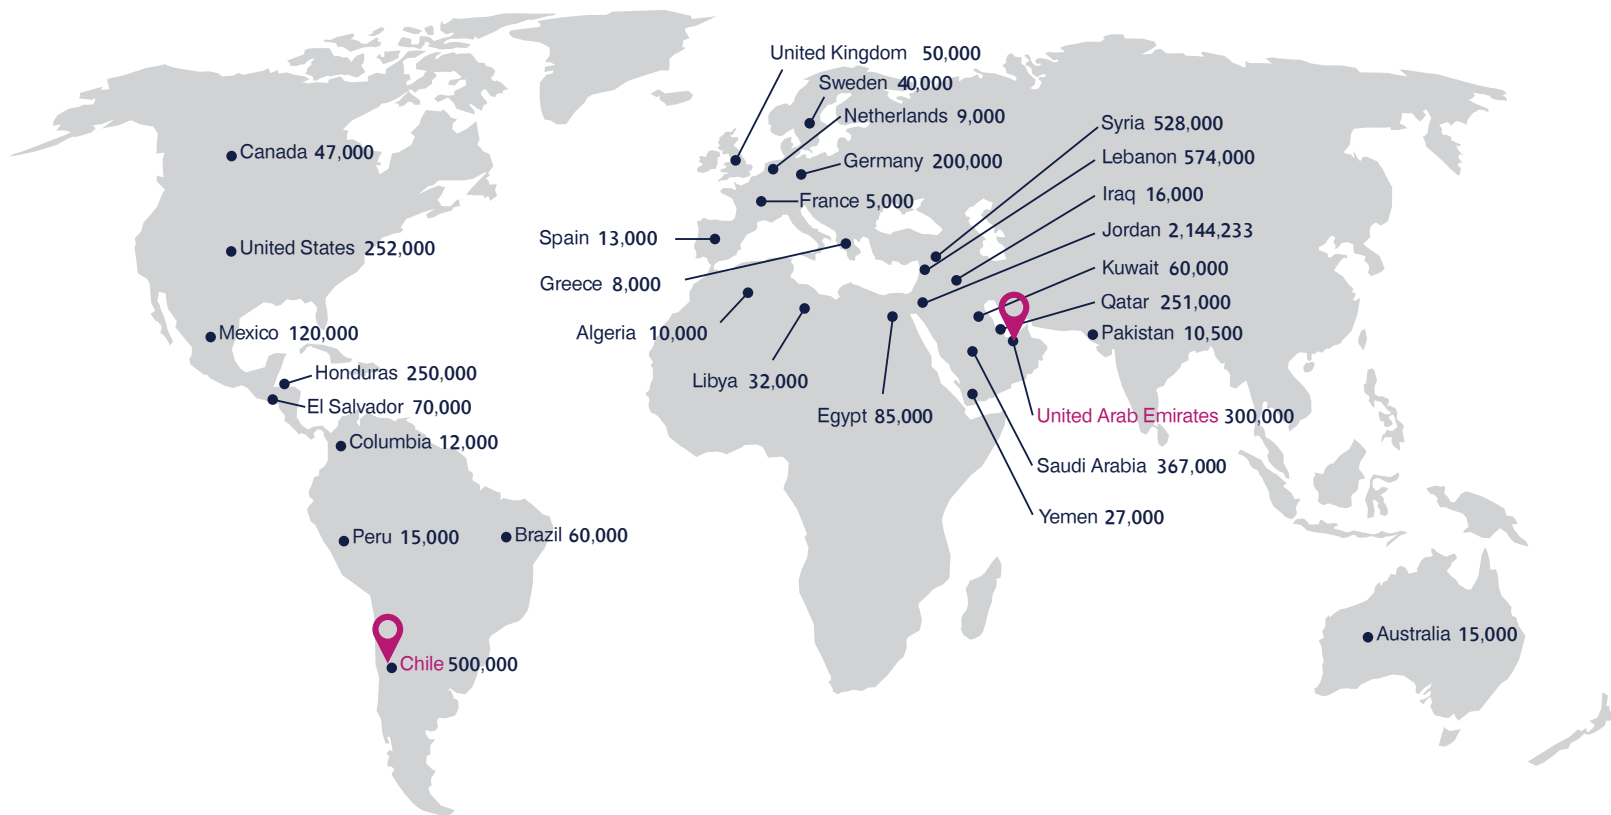 United Kingdom 50,000
Sweden 40,000
Netherlands 9,000
Germany 200,000
France 5,000
Spain 13,000
Greece 8,000
Algeria 10,000
Libya 32,000
Egypt 85,000
Syria 528,000
Lebanon 574,000
Iraq 16,000
Jordan 2,144,233
Kuwait 60,000
Qatar 251,000
Pakistan 10,500
United Arab Emirates 300,000
Saudi Arabia 367,000
Yemen 27,000
Canada 47,000
United States 252,000
Mexico 120,000
Honduras 250,000
El Salvador 70,000
Columbia 12,000
Peru 15,000
Brazil 60,000
Chile 500,000
Australia 15,000